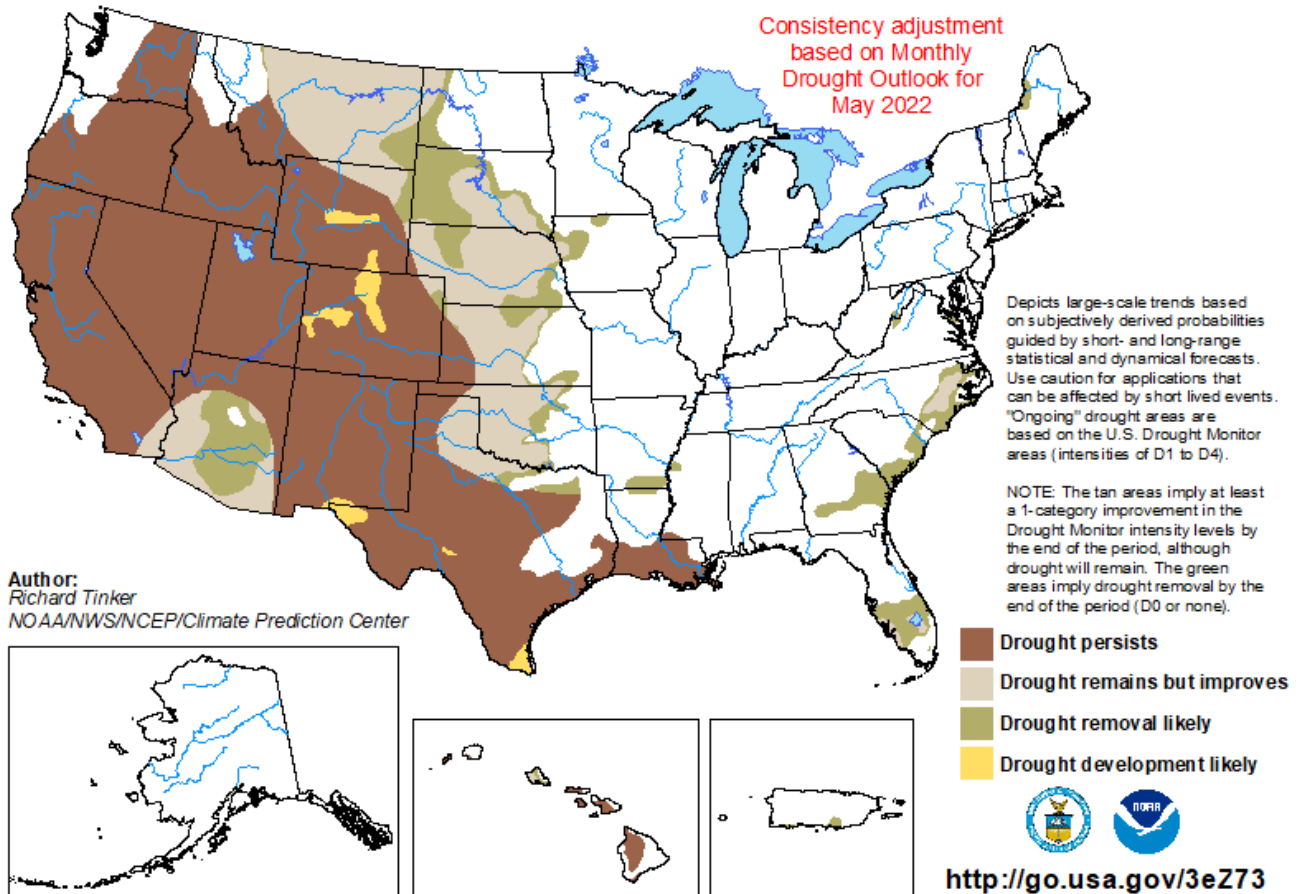 Consistency adjustment
based on Monthly
Drought Outlook for
May 2022
Depicts large-scale trends based
on subjectively derived probabilities
guided by short- and long-range
statistical and dynamical forecasts.
Use caution for applications that
can be affected by short lived events.
"Ongoing" drought areas are
based on the U.S. Drought Monitor
areas (intensities of D1 to D4).
NOTE: The tan areas imply at least
a 1-category improvement in the
Drought Monitor intensity levels by
the end of the period, although
drought will remain. The green
areas imply drought removal by the
end of the period (D0 or none).
Author:
Richard Tinker
NOAA/NWS/NCEP/Climate Prediction Center
Drought persists
Drought remains but improves
Drought removal likely
Drought development likely
NOAA
http://go.usa.gov/3eZ73